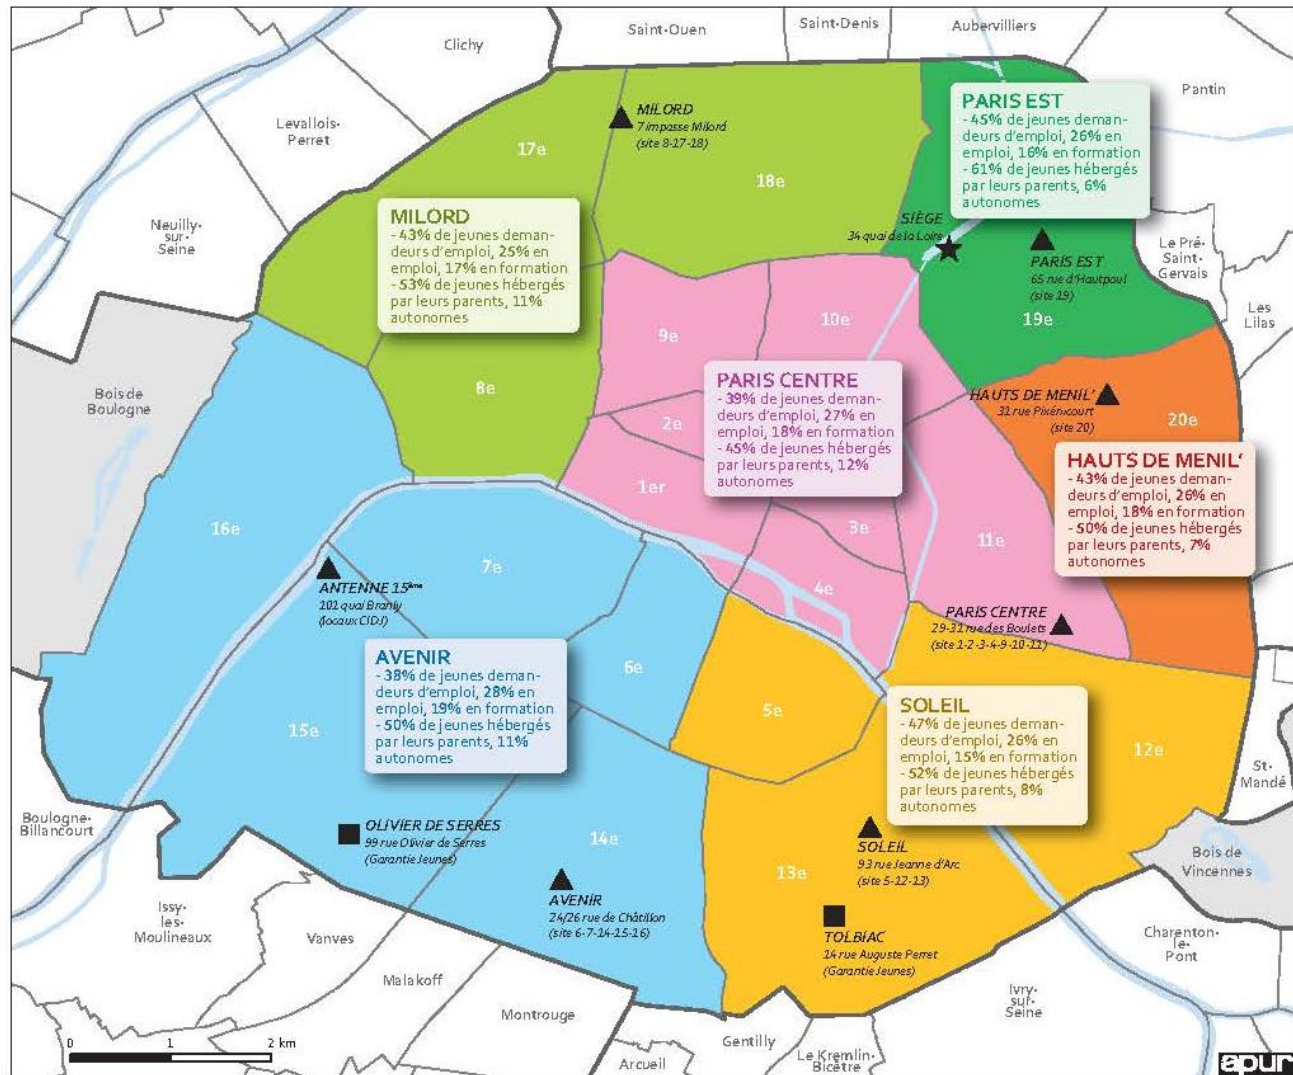 Saint-Ouen
Saint-Denis
Aubervilliers
Clichy
Pantin
Levallois-
Perret
Neuilly-
sur-
Seine
Le Pré-
Saint-
Gervais
Les
Lilas
Bois de
Boulogne
17e
18e
MILORD
7 impasse Milord
(site 8-17-18)
PARIS EST
- 45% de jeunes deman-
deurs d'emploi, 26% en
emploi, 16% en formation
- 61% de jeunes hébergés
par leurs parents, 6%
autonomes
MILORD
- 43% de jeunes deman-
deurs d'emploi, 25% en
emploi, 17% en formation
- 53% de jeunes hébergés
par leurs parents, 11%
autonomes
SIÈGE
34 quai de la Loire
PARIS EST
65 rue d'Hautpoul
(site 19)
19e
9e
10e
8e
2e
1er
PARIS CENTRE
- 39% de jeunes deman-
deurs d'emploi, 27% en
emploi, 18% en formation
- 45% de jeunes hébergés
par leurs parents, 12%
autonomes
HAUTS DE MENIL'
31 rue Pixérécourt
(site 20)
20e
HAUTS DE MENIL'
- 43% de jeunes deman-
deurs d'emploi, 26% en
emploi, 18% en formation
- 50% de jeunes hébergés
par leurs parents, 7%
autonomes
16e
7e
3e
11e
4e
ANTENNE 15ème
101 quai Branly
(locaux CIDJ)
PARIS CENTRE
29-31 rue des Boulets
(site 1-2-3-4-9-10-11)
AVENIR
- 38% de jeunes deman-
deurs d'emploi, 28% en
emploi, 19% en formation
- 50% de jeunes hébergés
par leurs parents, 11%
autonomes
6e
5e
15e
SOLEIL
- 47% de jeunes deman-
deurs d'emploi, 26% en
emploi, 15% en formation
- 52% de jeunes hébergés
par leurs parents, 8%
autonomes
12e
St-
Mandé
Boulogne-
Billancourt
OLIVIER DE SERRES
99 rue Olivier de Serres
(Garantie Jeunes)
14e
AVENIR
24/26 rue de Châtillon
(site 6-7-14-15-16)
13e
SOLEIL
93 rue Jeanne d'Arc
(site 5-12-13)
TOLBIAC
14 rue Auguste Perret
(Garantie Jeunes)
Bois de
Vincennes
Issy-
les-
Moulineaux
Vanves
Malakoff
Montrouge
Charenton-
le-
Pont
Ivry-
sur-
Seine
Gentilly
Arcueil
Le Kremlin-
Bicêtre
0 1 2 km
apur